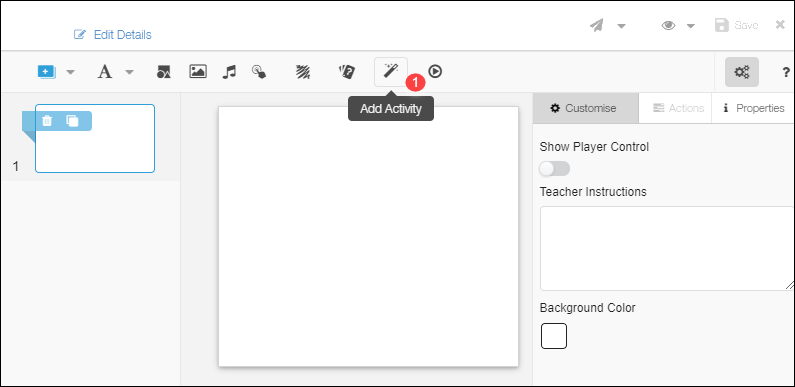 Edit Details
Save
A
1
Add Activity
?
Customise
Actions
Properties
1
Show Player Control
Teacher Instructions
Background Color